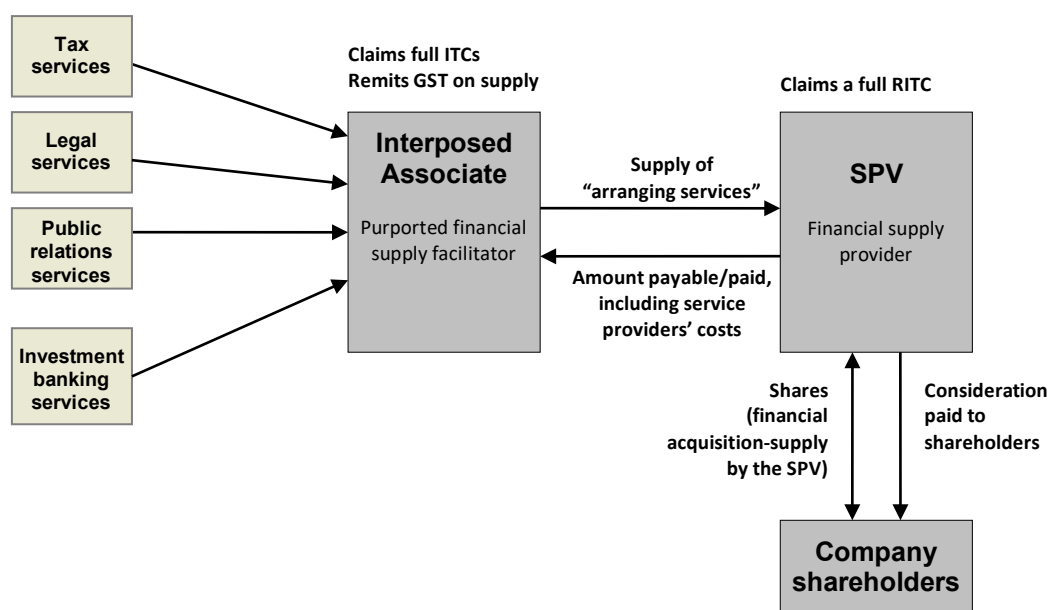 Tax
services
Legal
services
Public
relations
services
Investment
banking
services
Claims full ITCs
Remits GST on supply
Interposed
Associate
Purported financial
supply facilitator
Supply of
“arranging services”
Amount payable/paid,
including service
providers’ costs
Claims a full RITC
SPV
Financial supply
provider
Shares
(financial
acquisition-supply
by the SPV)
Consideration
paid to
shareholders
Company
shareholders